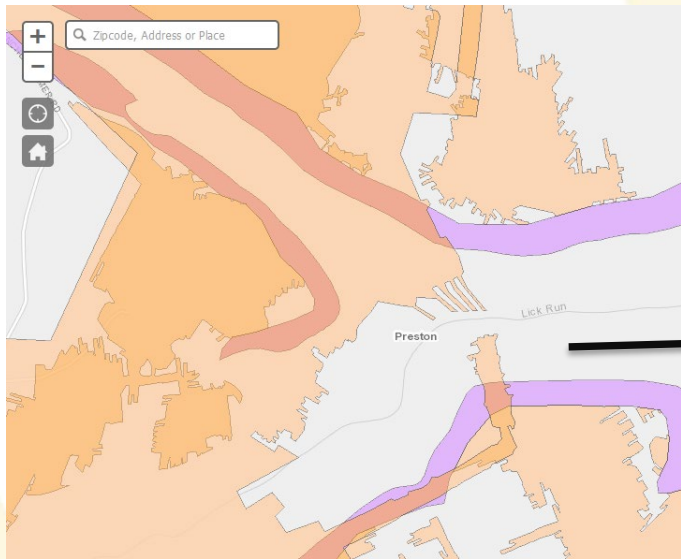 +
Zipcode, Address or Place
−
Lick Run
Preston